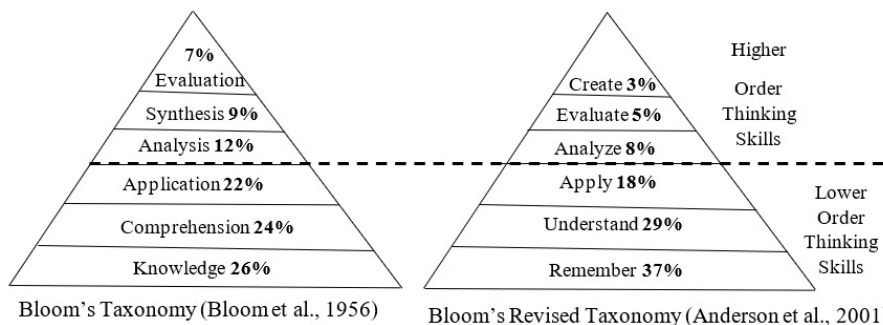 7%
Evaluation
Synthesis 9%
Analysis 12%
Application 22%
Comprehension 24%
Knowledge 26%
Bloom's Taxonomy (Bloom et al., 1956)
Create 3%
Evaluate 5%
Analyze 8%
Apply 18%
Understand 29%
Remember 37%
Bloom's Revised Taxonomy (Anderson et al., 2001
Higher
Order
Thinking
Skills
Lower
Order
Thinking
Skills